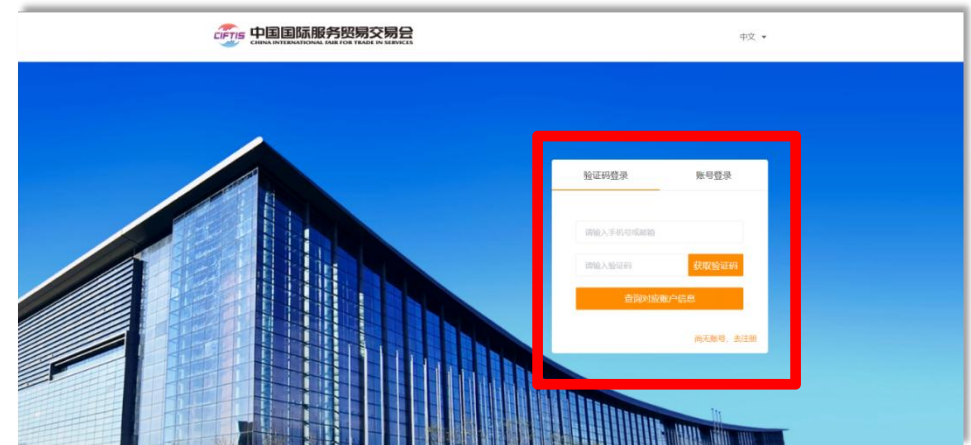 CIFTIS 中国国际服务贸易交易会
CHINA INTERNATIONAL FAIR FOR TRADE IN SERVICES
中文
验证码登录 账号登录
请输入手机号或邮箱
请输入验证码 获取验证码
查询对应账户信息
尚无账号，去注册